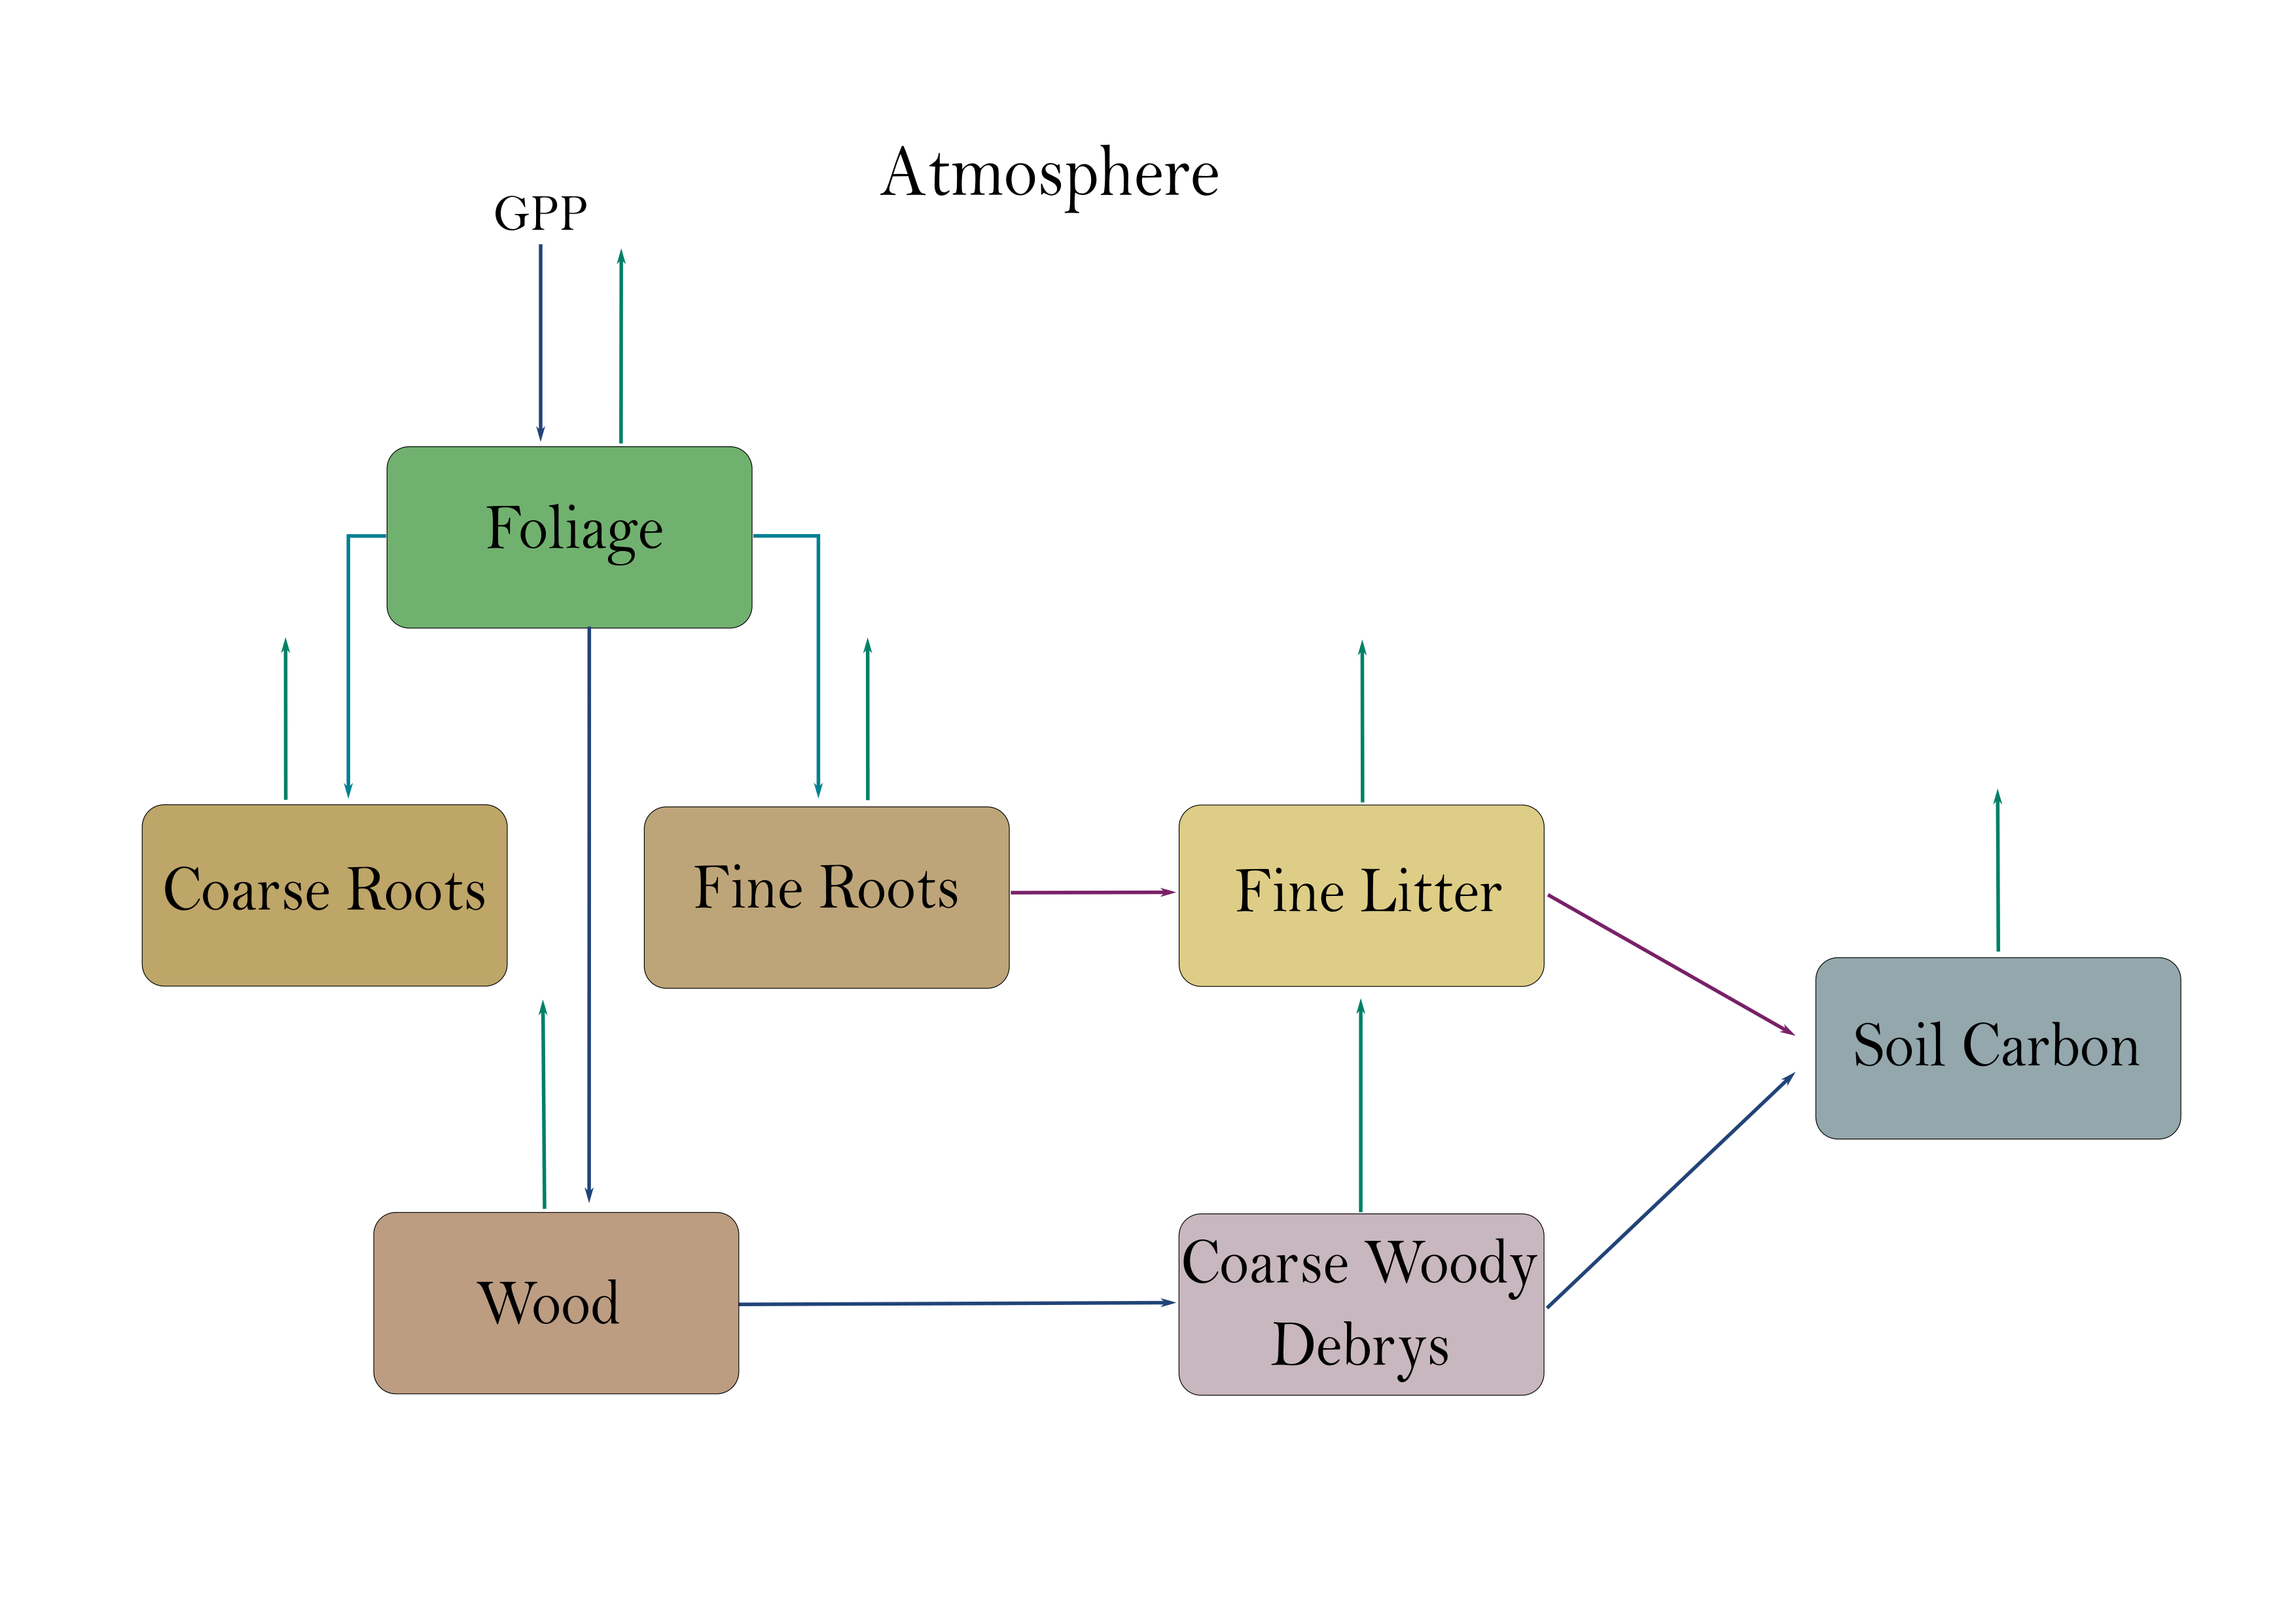 Atmosphere
GPP
Foliage
Coarse Roots
Fine Roots
Fine Litter
Soil Carbon
Wood
Coarse Woody
Debrys